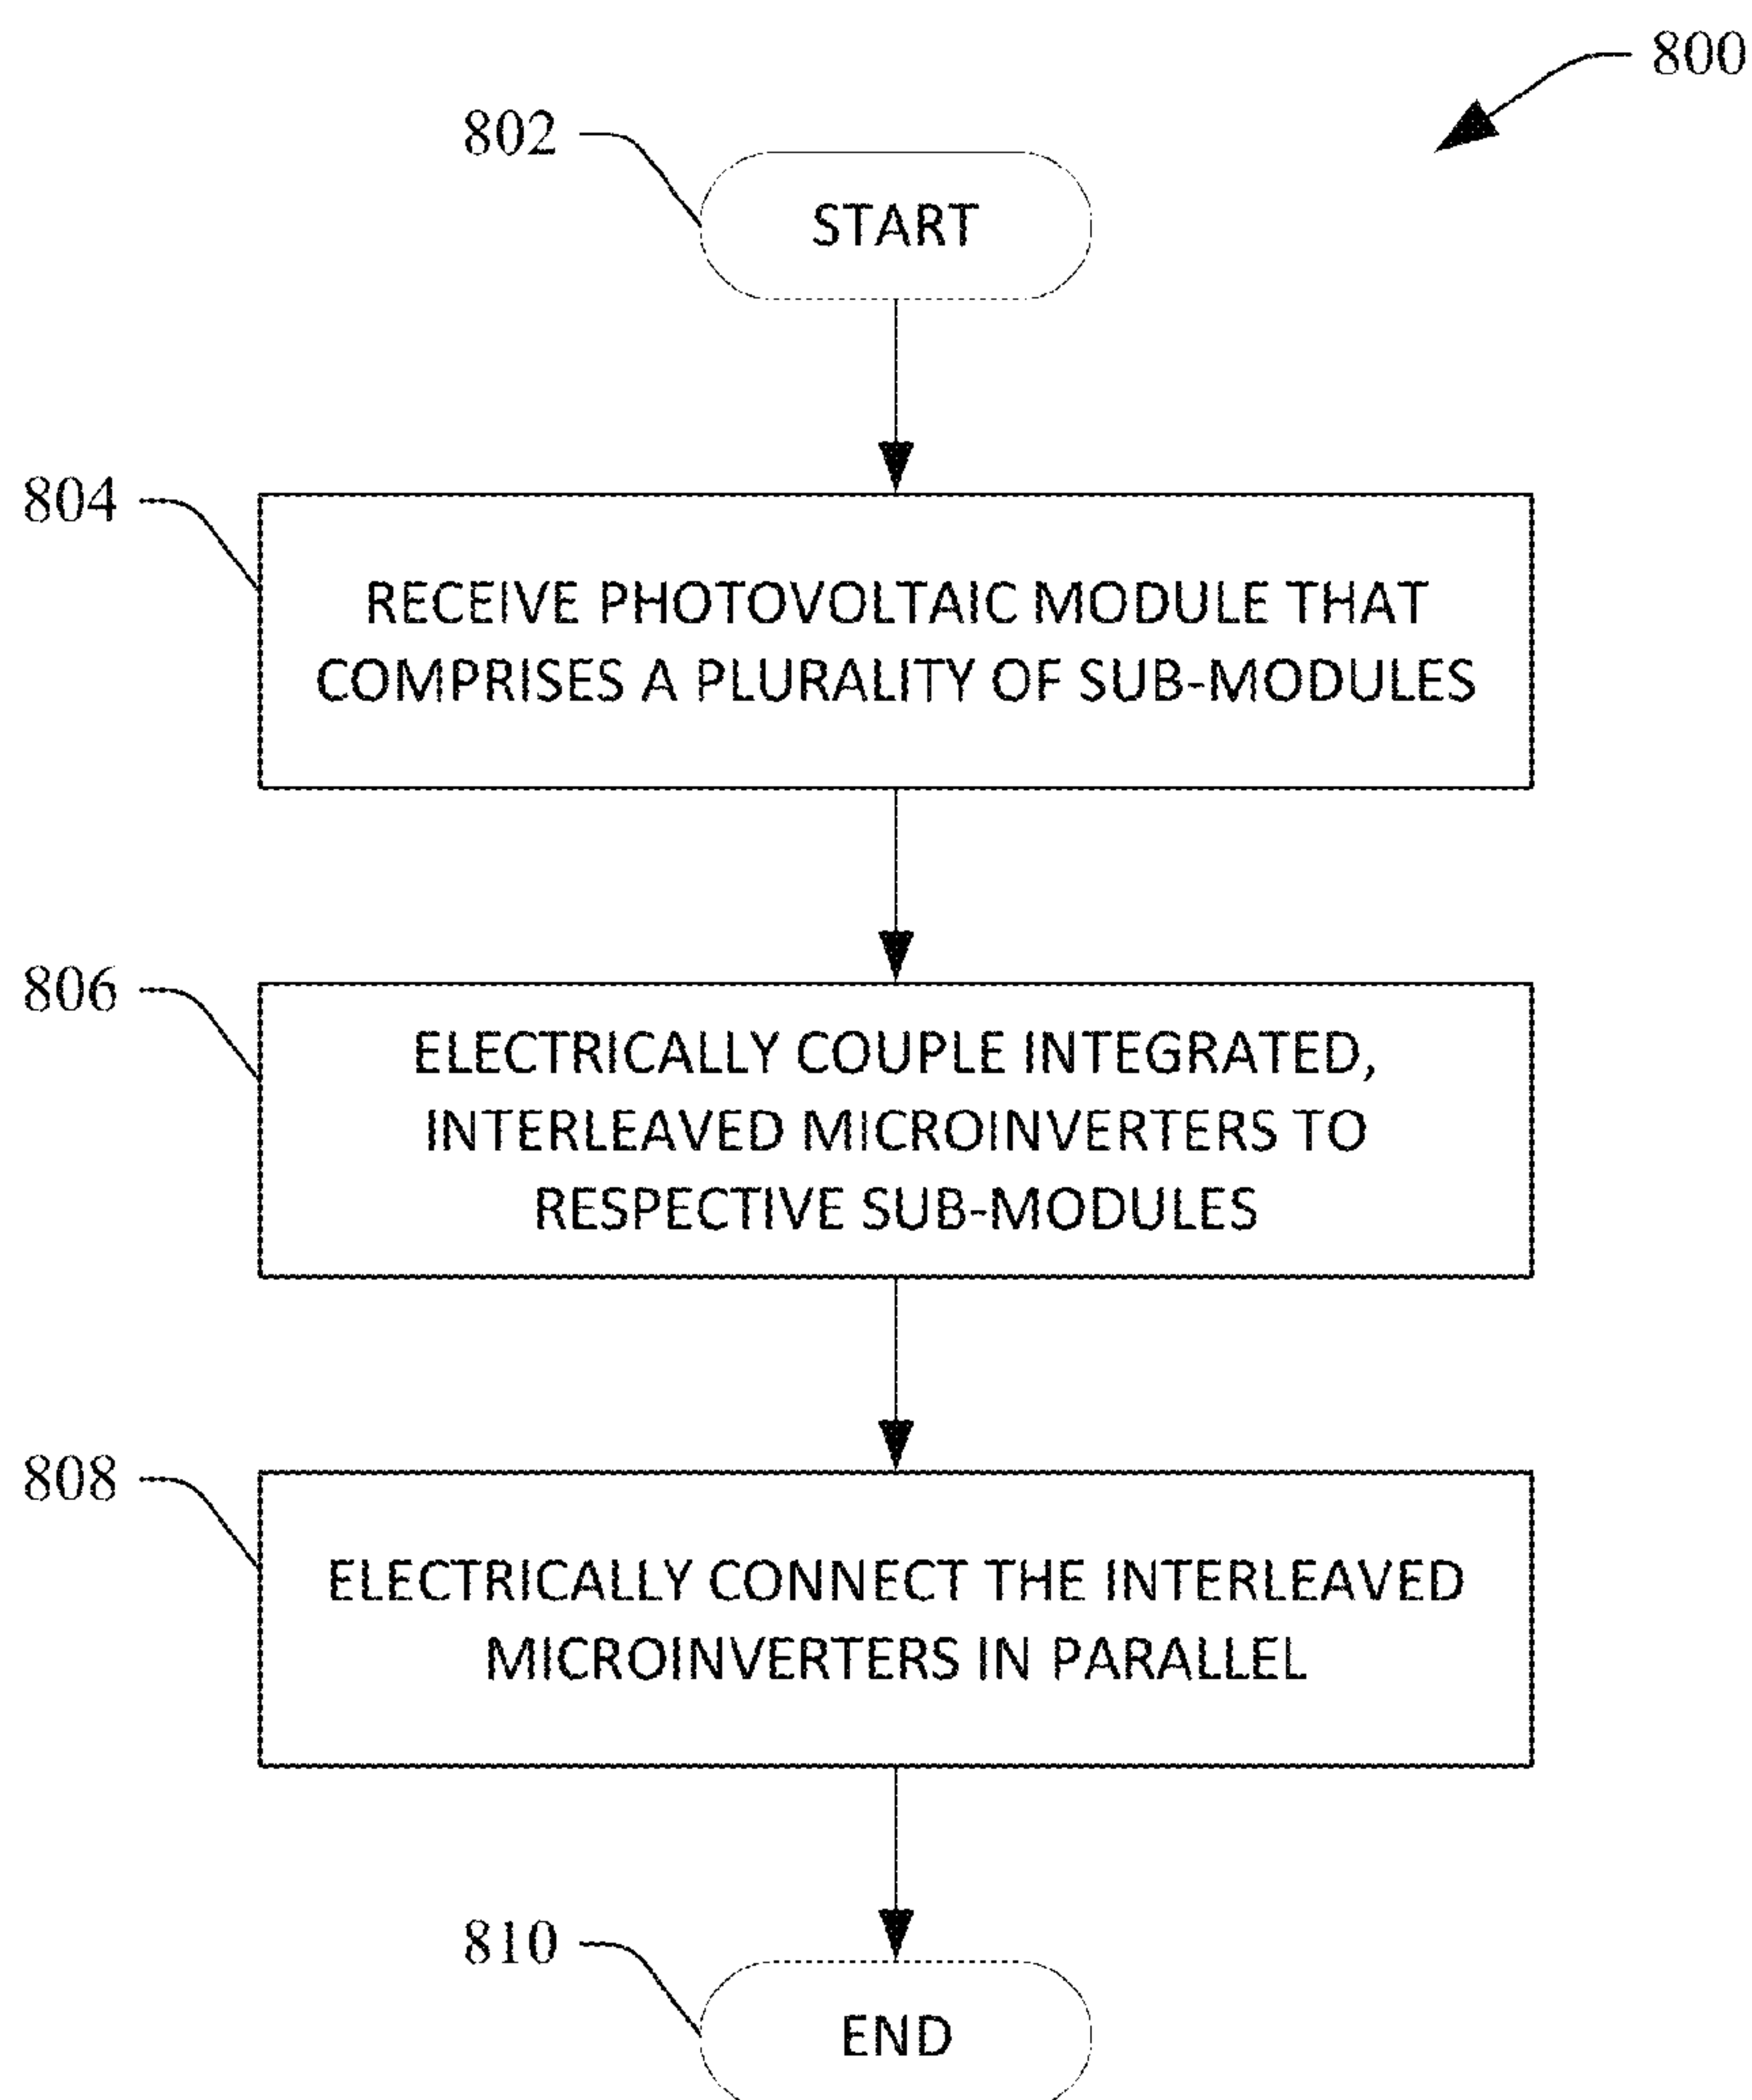 800
802
START
804
RECEIVE PHOTOVOLTAIC MODULE THAT
COMPRISES A PLURALITY OF SUB-MODULES
806
ELECTRICALLY COUPLE INTEGRATED,
INTERLEAVED MICROINVERTERS TO
RESPECTIVE SUB-MODULES
808
ELECTRICALLY CONNECT THE INTERLEAVED
MICROINVERTERS IN PARALLEL
810
END